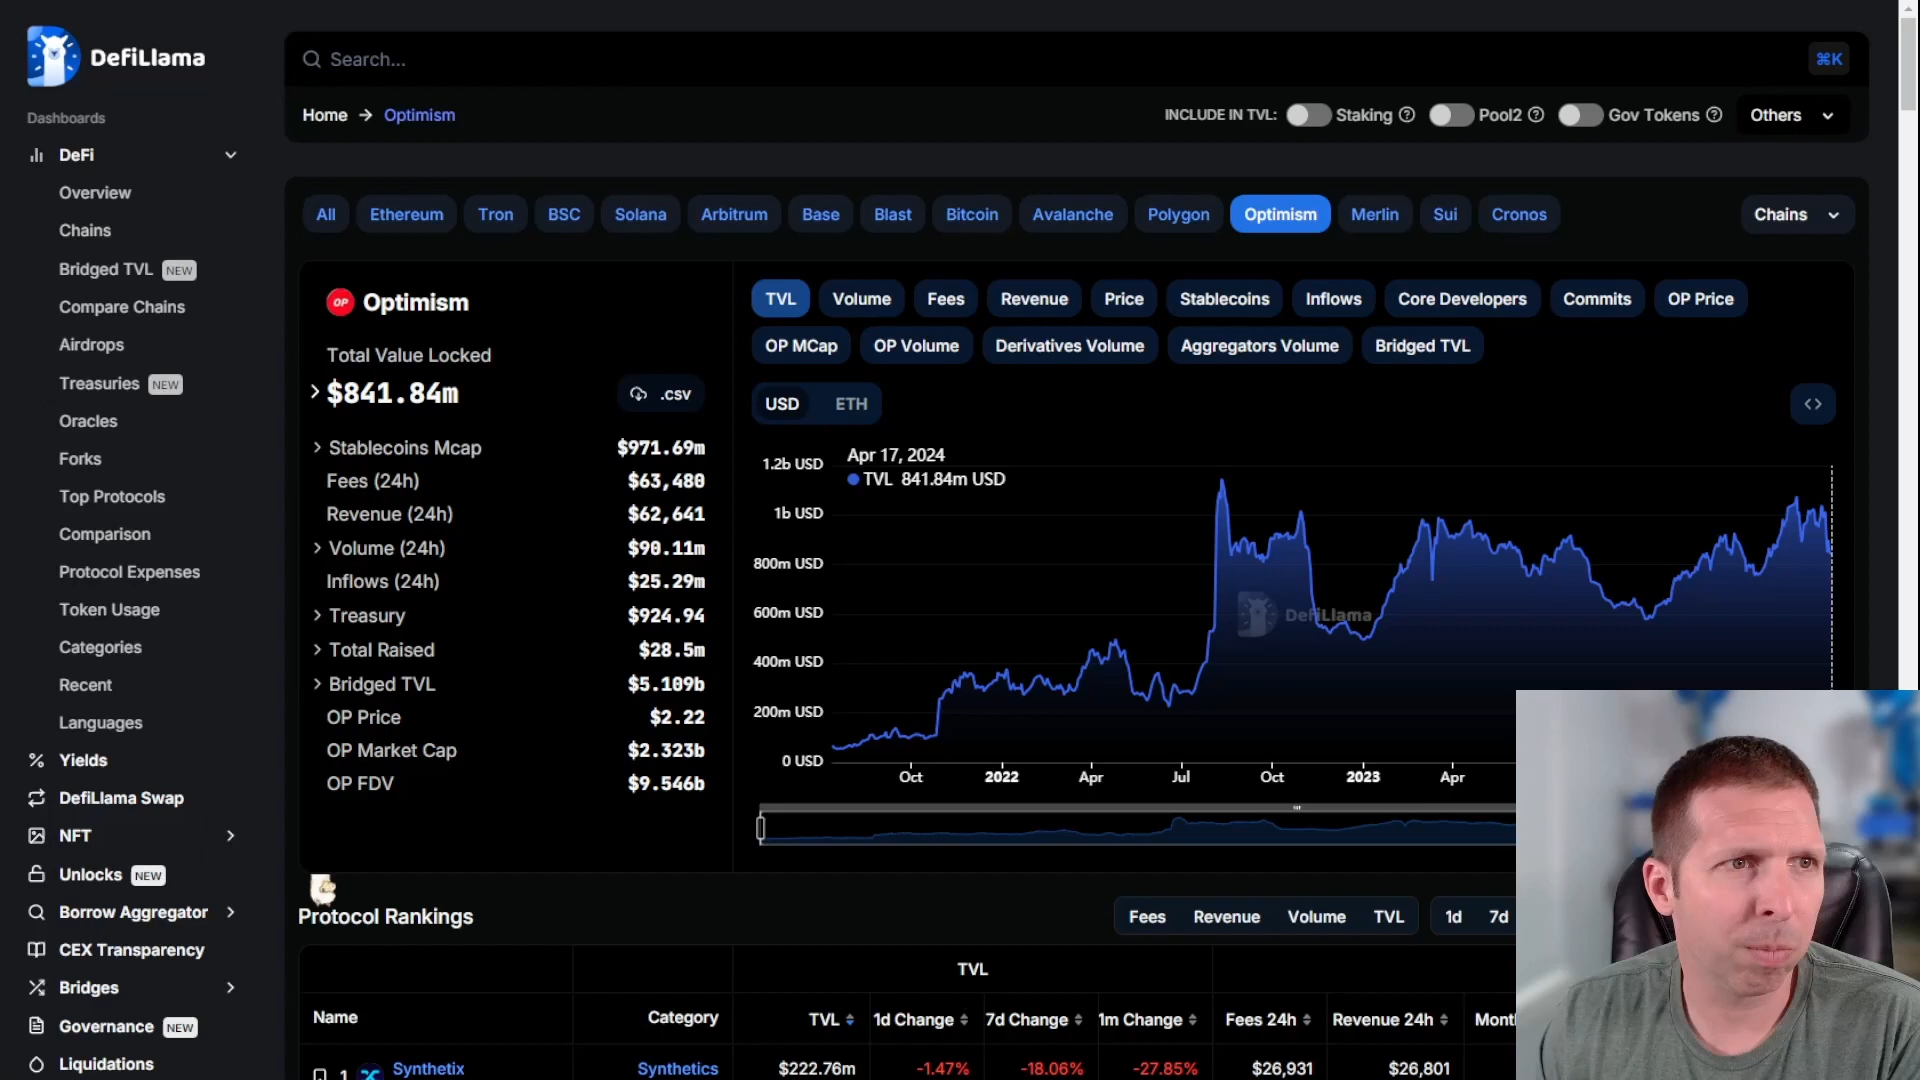 DefiLlama
Search...
⌘K
Home → Optimism
INCLUDE IN TVL: Staking Pool2 Gov Tokens Others
Dashboards
DeFi
Overview
Chains
Bridged TVL NEW
Compare Chains
Airdrops
Treasuries NEW
Oracles
Forks
Top Protocols
Comparison
Protocol Expenses
Token Usage
Categories
Recent
Languages
Yields
DefiLlama Swap
NFT
Unlocks NEW
Borrow Aggregator
CEX Transparency
Bridges
Governance NEW
Liquidations
All Ethereum Tron BSC Solana Arbitrum Base Blast Bitcoin Avalanche Polygon Optimism Merlin Sui Cronos Chains
OP Optimism
Total Value Locked
$841.84m .csv
Stablecoins Mcap $971.69m
Fees (24h) $63,480
Revenue (24h) $62,641
Volume (24h) $90.11m
Inflows (24h) $25.29m
Treasury $924.94
Total Raised $28.5m
Bridged TVL $5.109b
OP Price $2.22
OP Market Cap $2.323b
OP FDV $9.546b
TVL Volume Fees Revenue Price Stablecoins Inflows Core Developers Commits OP Price
OP MCap OP Volume Derivatives Volume Aggregators Volume Bridged TVL
USD ETH
Apr 17, 2024
TVL 841.84m USD
1.2b USD
1b USD
800m USD
600m USD
400m USD
200m USD
0 USD
DefiLlama
Oct 2022 Apr Jul Oct 2023 Apr
Protocol Rankings
Fees Revenue Volume TVL 1d 7d
TVL
Name Category TVL 1d Change 7d Change 1m Change Fees 24h Revenue 24h
1 Synthetix Synthetics $222.76m -1.47% -18.06% -27.85% $26,931 $26,801